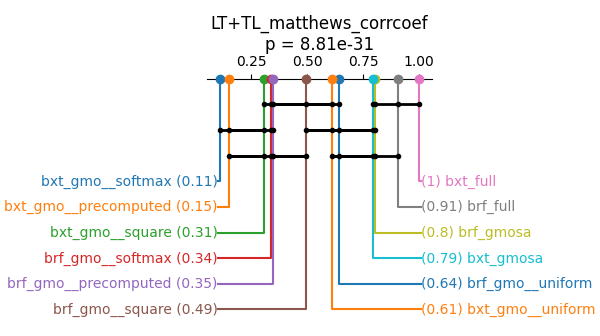 LT+TL_matthews_corrcoef
p = 8.81e-31
0.25 0.50 0.75 1.00
bxt_gmo__softmax (0.11) (1) bxt_full
bxt_gmo__precomputed (0.15) (0.91) brf_full
bxt_gmo__square (0.31) (0.8) brf_gmosa
brf_gmo__softmax (0.34) (0.79) bxt_gmosa
brf_gmo__precomputed (0.35) (0.64) brf_gmo__uniform
brf_gmo__square (0.49) (0.61) bxt_gmo__uniform